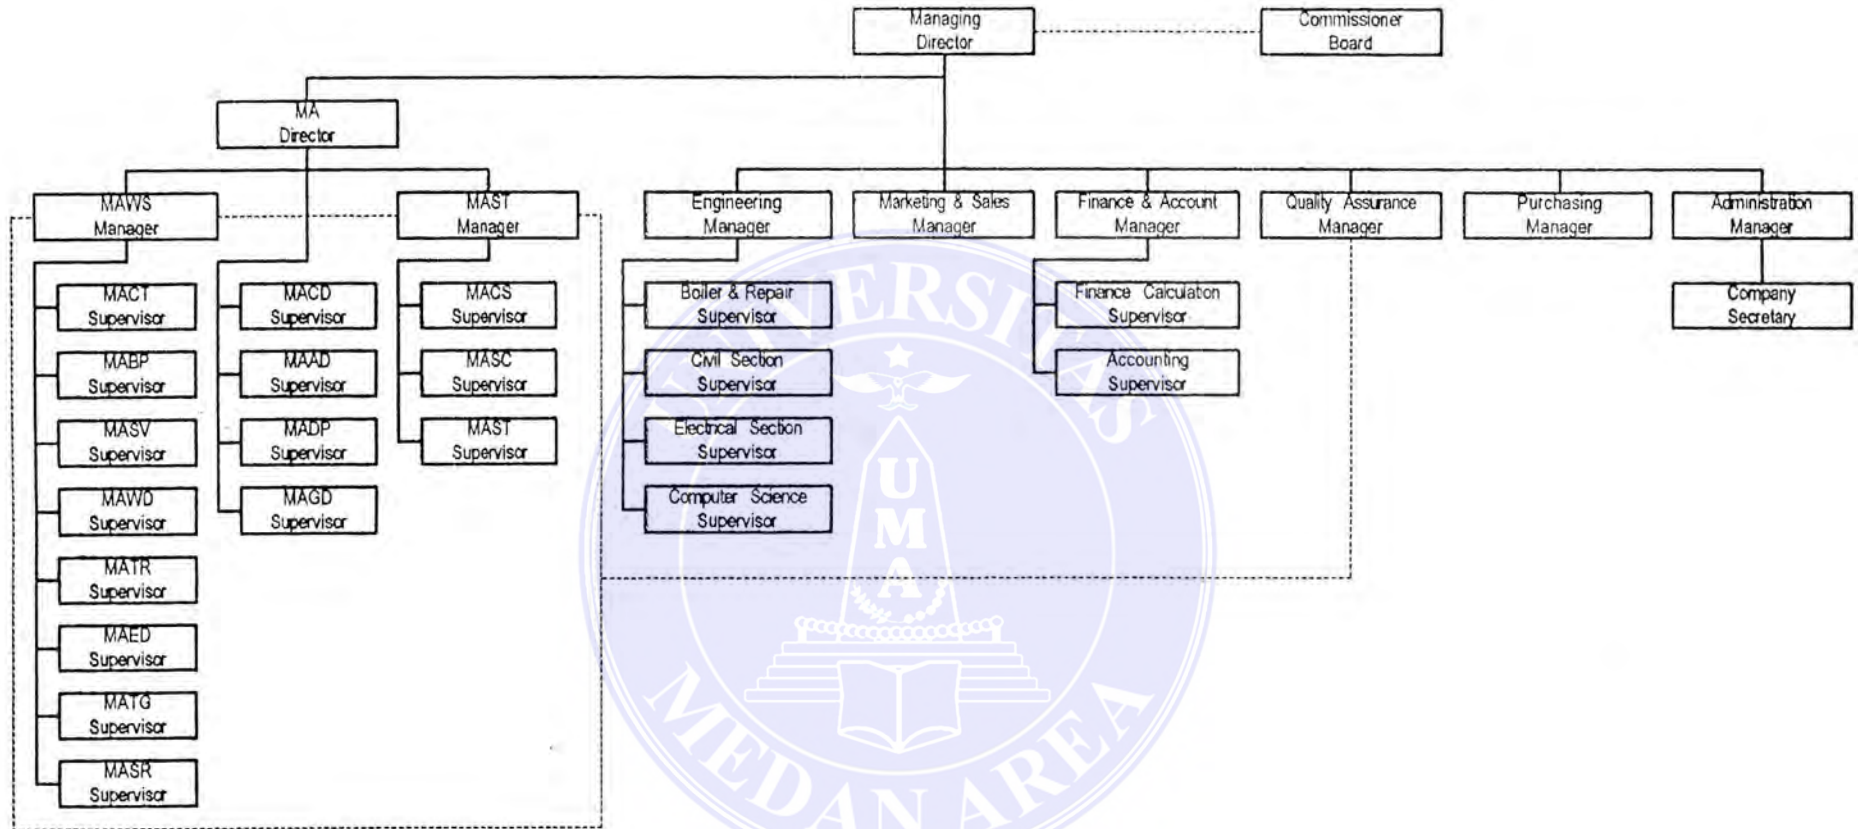 Managing
Director
Commissioner
Board
MA
Director
MAWS
Manager
MAST
Manager
Engineering
Manager
Marketing & Sales
Manager
Finance & Account
Manager
Quality Assurance
Manager
Purchasing
Manager
Administration
Manager
MACT
Supervisor
MABP
Supervisor
MASV
Supervisor
MAWD
Supervisor
MATR
Supervisor
MAED
Supervisor
MATG
Supervisor
MASR
Supervisor
MACD
Supervisor
MAAD
Supervisor
MADP
Supervisor
MAGD
Supervisor
MACS
Supervisor
MASC
Supervisor
MAST
Supervisor
Boiler & Repair
Supervisor
Civil Section
Supervisor
Electrical Section
Supervisor
Computer Science
Supervisor
Finance Calculation
Supervisor
Accounting
Supervisor
Company
Secretary
UNIVERSITAS
UMA
MEDAN AREA